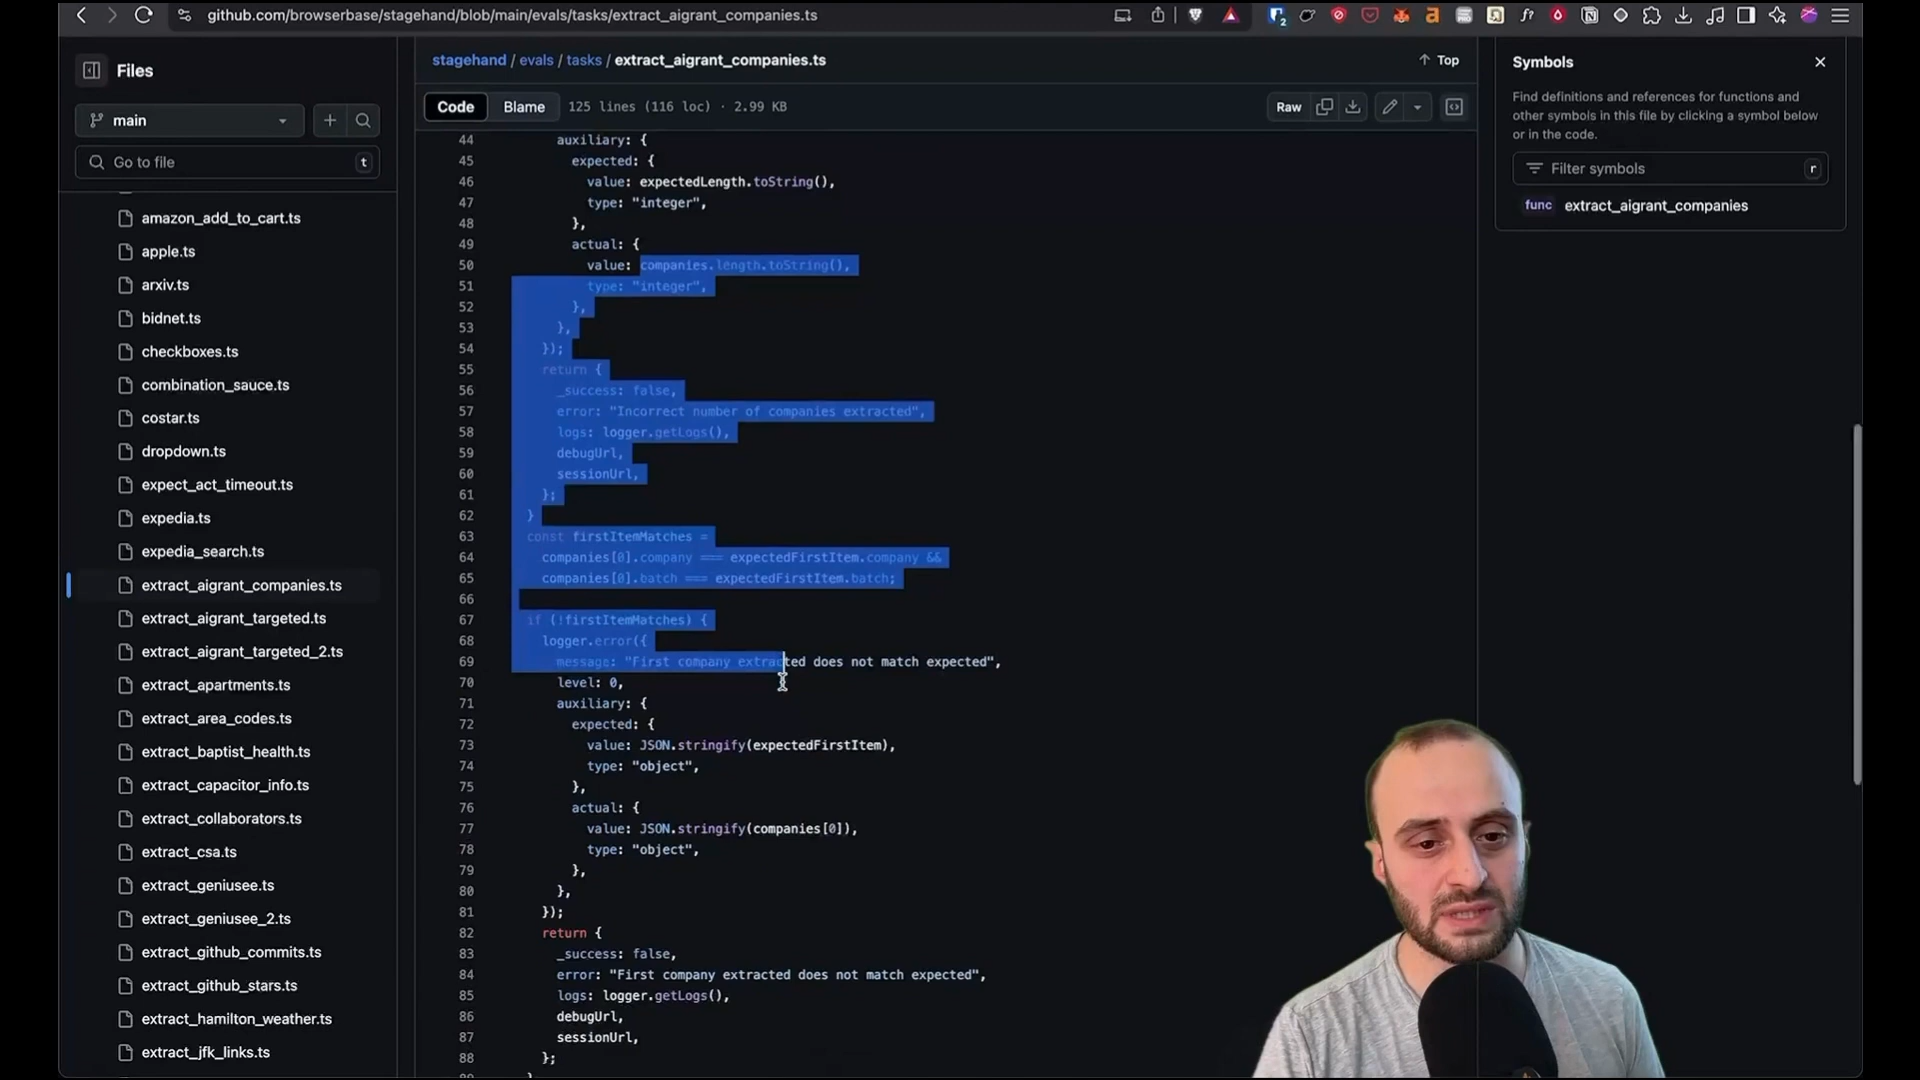 github.com/browserbase/stagehand/blob/main/evals/tasks/extract_aigrant_companies.ts
Files
main
Go to file
t
amazon_add_to_cart.ts
apple.ts
arxiv.ts
bidnet.ts
checkboxes.ts
combination_sauce.ts
costar.ts
dropdown.ts
expect_act_timeout.ts
expedia.ts
expedia_search.ts
extract_aigrant_companies.ts
extract_aigrant_targeted.ts
extract_aigrant_targeted_2.ts
extract_apartments.ts
extract_area_codes.ts
extract_baptist_health.ts
extract_capacitor_info.ts
extract_collaborators.ts
extract_csa.ts
extract_geniusee.ts
extract_geniusee_2.ts
extract_github_commits.ts
extract_github_stars.ts
extract_hamilton_weather.ts
extract_jfk_links.ts
stagehand / evals / tasks / extract_aigrant_companies.ts
Top
Code Blame 125 lines (116 loc) · 2.99 KB
Raw
44 auxiliary: {
45 expected: {
46 value: expectedLength.toString(),
47 type: "integer",
48 },
49 actual: {
50 value: companies.length.toString(),
51 type: "integer",
52 },
53 },
54 });
55 return {
56 _success: false,
57 error: "Incorrect number of companies extracted",
58 logs: logger.getLogs(),
59 debugUrl,
60 sessionUrl,
61 };
62 }
63 const firstItemMatches =
64 companies[0].company === expectedFirstItem.company &&
65 companies[0].batch === expectedFirstItem.batch;
66
67 if (!firstItemMatches) {
68 logger.error({
69 message: "First company extracted does not match expected",
70 level: 0,
71 auxiliary: {
72 expected: {
73 value: JSON.stringify(expectedFirstItem),
74 type: "object",
75 },
76 actual: {
77 value: JSON.stringify(companies[0]),
78 type: "object",
79 },
80 },
81 });
82 return {
83 _success: false,
84 error: "First company extracted does not match expected",
85 logs: logger.getLogs(),
86 debugUrl,
87 sessionUrl,
88 };
Symbols
Find definitions and references for functions and
other symbols in this file by clicking a symbol below
or in the code.
Filter symbols
r
func extract_aigrant_companies